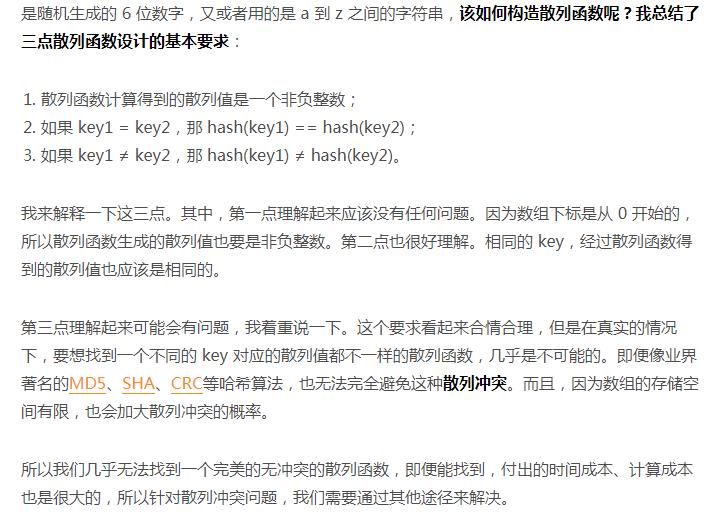 是随机生成的 6 位数字，又或者用的是 a 到 z 之间的字符串，该如何构造散列函数呢？我总结了
三点散列函数设计的基本要求：
1. 散列函数计算得到的散列值是一个非负整数；
2. 如果 key1 = key2，那 hash(key1) == hash(key2)；
3. 如果 key1 ≠ key2，那 hash(key1) ≠ hash(key2)。
我来解释一下这三点。其中，第一点理解起来应该没有任何问题。因为数组下标是从 0 开始的，
所以散列函数生成的散列值也要是非负整数。第二点也很好理解。相同的 key，经过散列函数得
到的散列值也应该是相同的。
第三点理解起来可能会有问题，我着重说一下。这个要求看起来合情合理，但是在真实的情况
下，要想找到一个不同的 key 对应的散列值都不一样的散列函数，几乎是不可能的。即便像业界
著名的MD5、SHA、CRC等哈希算法，也无法完全避免这种散列冲突。而且，因为数组的存储空
间有限，也会加大散列冲突的概率。
所以我们几乎无法找到一个完美的无冲突的散列函数，即便能找到，付出的时间成本、计算成本
也是很大的，所以针对散列冲突问题，我们需要通过其他途径来解决。